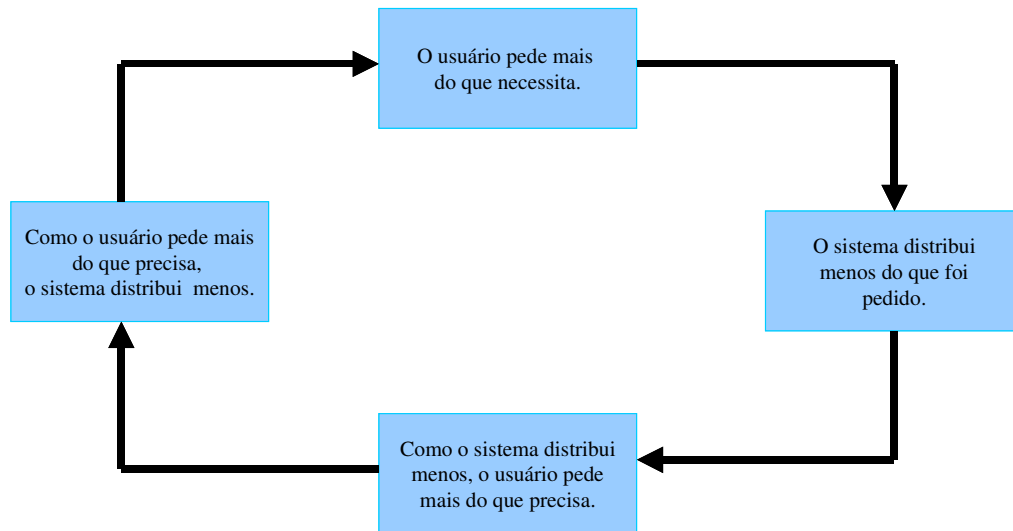 O usuário pede mais
do que necessita.
O sistema distribui
menos do que foi
pedido.
Como o sistema distribui
menos, o usuário pede
mais do que precisa.
Como o usuário pede mais
do que precisa,
o sistema distribui  menos.